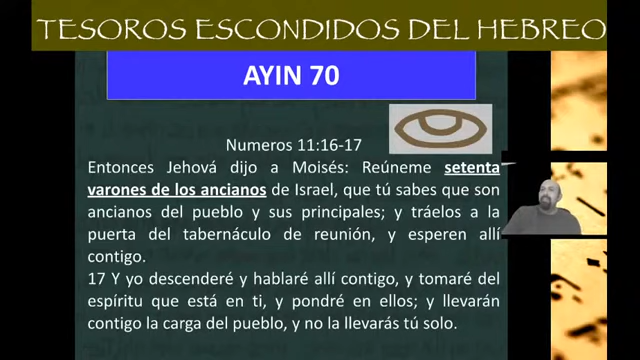 TESOROS ESCONDIDOS DEL HEBREO
AYIN 70
Numeros 11:16-17
Entonces Jehová dijo a Moisés: Reúneme setenta
varones de los ancianos de Israel, que tú sabes que son
ancianos del pueblo y sus principales; y tráelos a la
puerta del tabernáculo de reunión, y esperen allí
contigo.
17 Y yo descenderé y hablaré allí contigo, y tomaré del
espíritu que está en ti, y pondré en ellos; y llevarán
contigo la carga del pueblo, y no la llevarás tú solo.